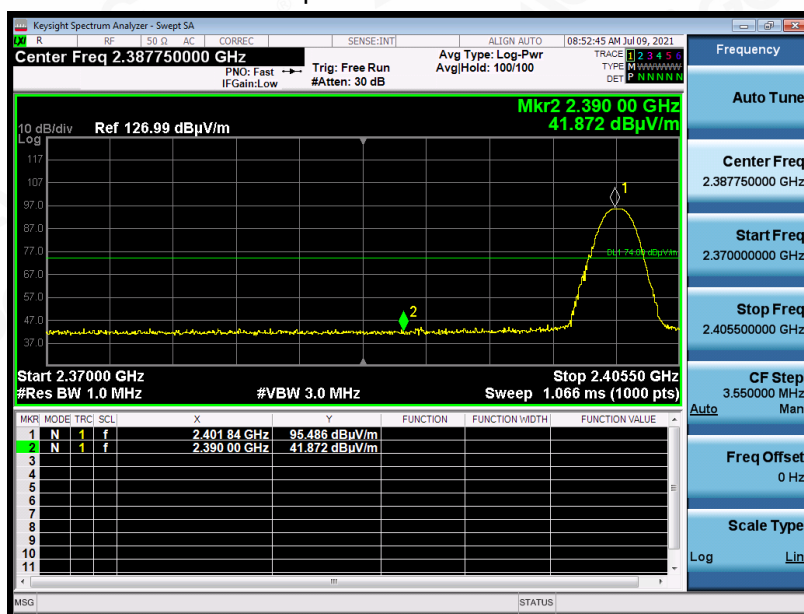 Keysight Spectrum Analyzer - Swept SA
LXI R RF 50 Ω AC CORREC SENSE:INT ALIGN AUTO 08:52:45 AM Jul 09, 2021
Center Freq 2.387750000 GHz
PNO: Fast
IFGain:Low
Trig: Free Run
#Atten: 30 dB
Avg Type: Log-Pwr
Avg|Hold: 100/100
TRACE 1 2 3 4 5 6
TYPE M WWWWW
DET P N N N N N
Mkr2 2.390 00 GHz
41.872 dBµV/m
10 dB/div Ref 126.99 dBµV/m
Log
117
107
97.0
87.0
77.0
67.0
57.0
47.0
37.0
1
DL1 74.00 dBµV/m
2
Start 2.37000 GHz Stop 2.40550 GHz
#Res BW 1.0 MHz #VBW 3.0 MHz Sweep 1.066 ms (1000 pts)
MKR MODE TRC SCL X Y FUNCTION FUNCTION WIDTH FUNCTION VALUE
1 N 1 f 2.401 84 GHz 95.486 dBµV/m
2 N 1 f 2.390 00 GHz 41.872 dBµV/m
3
4
5
6
7
8
9
10
11
MSG STATUS
Frequency
Auto Tune
Center Freq
2.387750000 GHz
Start Freq
2.370000000 GHz
Stop Freq
2.405500000 GHz
CF Step
3.550000 MHz
Auto Man
Freq Offset
0 Hz
Scale Type
Log Lin